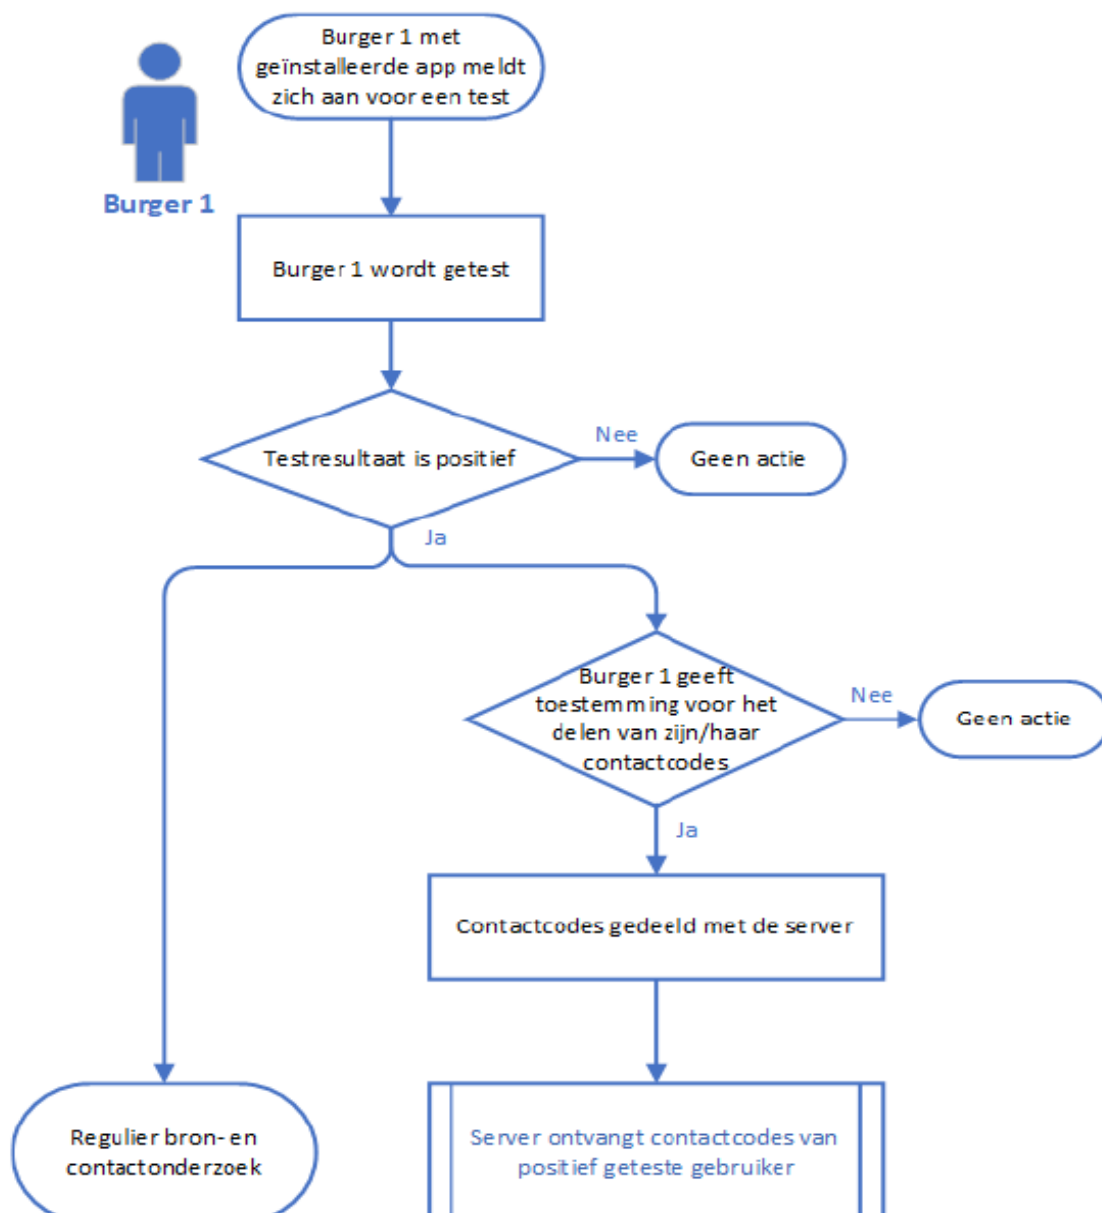 Burger 1 met
geïnstalleerde app meldt
zich aan voor een test
Burger 1
Burger 1 wordt getest
Testresultaat is positief
Nee
Geen actie
Ja
Burger 1 geeft
toestemming voor het
delen van zijn/haar
contactcodes
Nee
Geen actie
Ja
Contactcodes gedeeld met de server
Regulier bron- en
contactonderzoek
Server ontvangt contactcodes van
positief geteste gebruiker